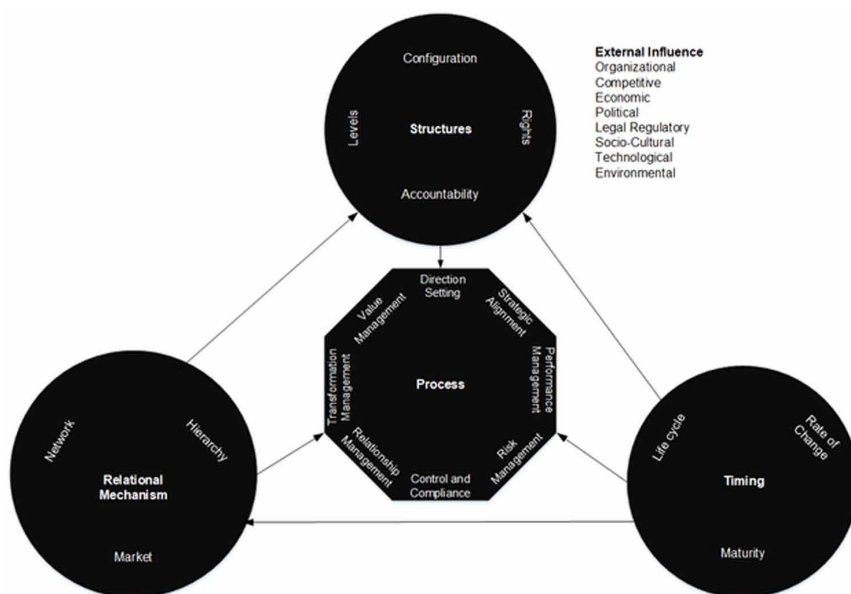 External Influence
Organizational
Competitive
Economic
Political
Legal Regulatory
Socio-Cultural
Technological
Environmental
Configuration
Levels
Structures
Rights
Accountability
Direction
Setting
Value
Management
Strategic
Alignment
Transformation
Management
Process
Performance
Management
Relationship
Management
Risk
Management
Control and
Compliance
Network
Hierarchy
Relational
Mechanism
Market
Life cycle
Rate of
Change
Timing
Maturity